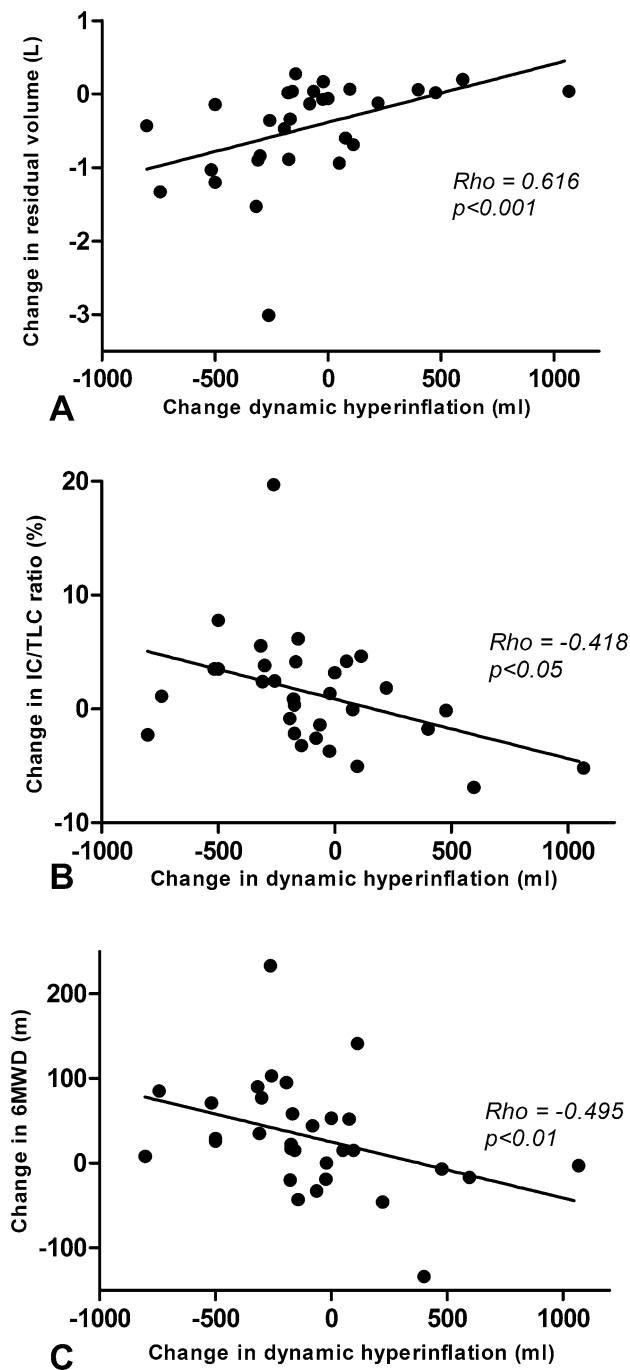 Change in residual volume (L)
1
0
-1
-2
-3
-1000 -500 0 500 1000
Rho = 0.616
p<0.001
Change dynamic hyperinflation (ml)
A
Change in IC/TLC ratio (%)
20
10
0
-10
-1000 -500 0 500 1000
Rho = -0.418
p<0.05
Change in dynamic hyperinflation (ml)
B
Change in 6MWD (m)
200
100
0
-100
-1000 -500 0 500 1000
Rho = -0.495
p<0.01
Change in dynamic hyperinflation (ml)
C